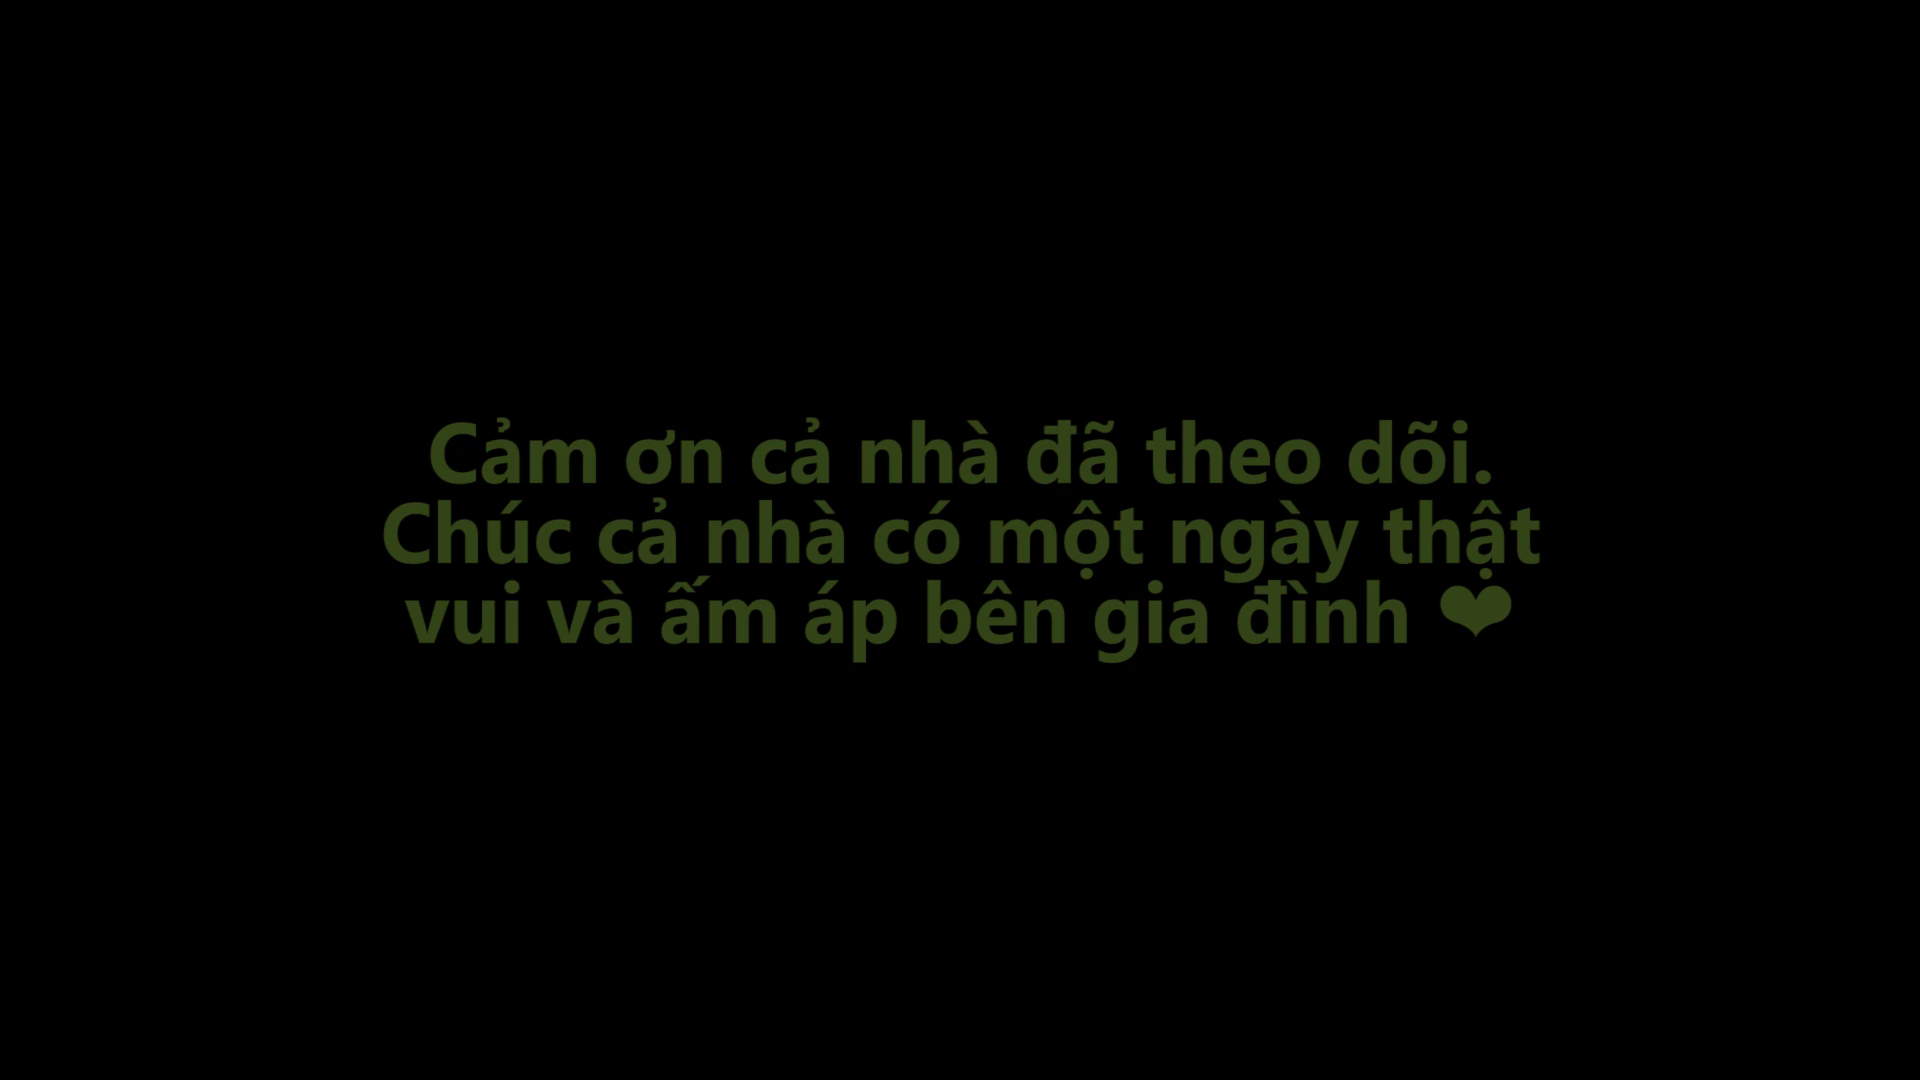 Cảm ơn cả nhà đã theo dõi.
Chúc cả nhà có một ngày thật
vui và ấm áp bên gia đình ❤